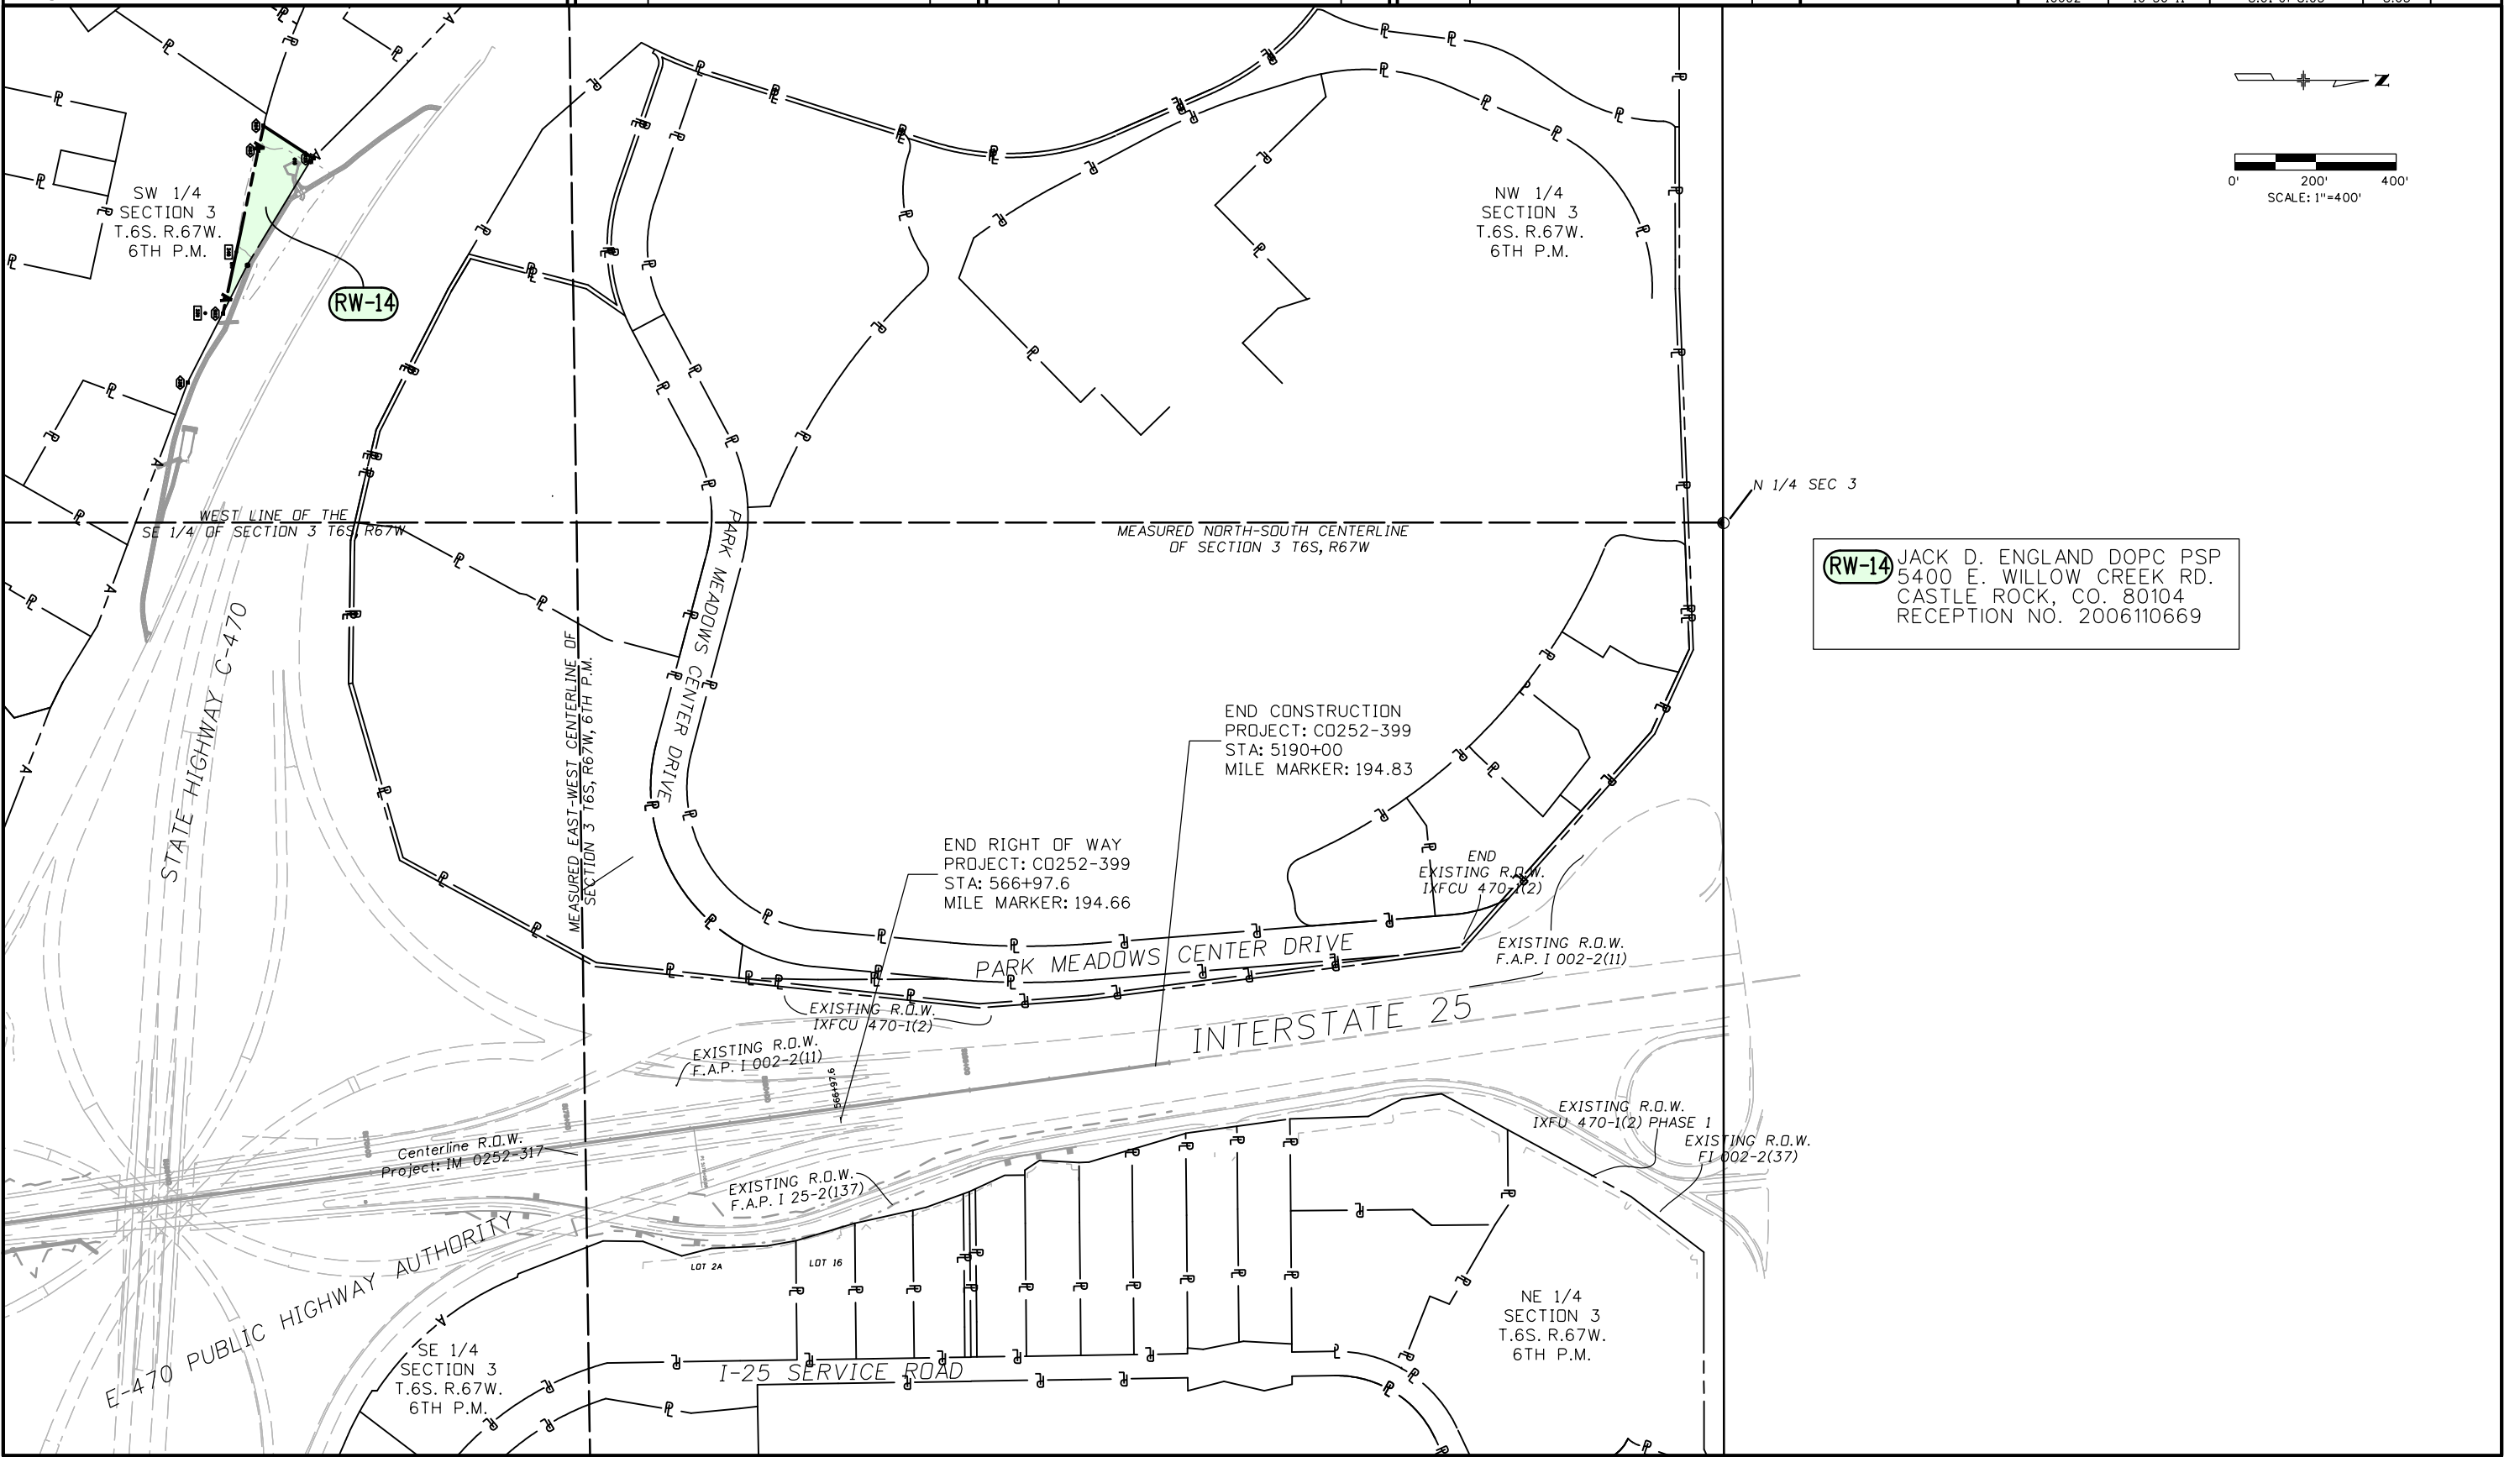 SW 1/4
SECTION 3
T.6S. R.67W.
6TH P.M.
RW-14
NW 1/4
SECTION 3
T.6S. R.67W.
6TH P.M.
N
0' 200' 400'
SCALE: 1"=400'
N 1/4 SEC 3
WEST LINE OF THE
SE 1/4 OF SECTION 3 T6S, R67W
MEASURED NORTH-SOUTH CENTERLINE
OF SECTION 3 T6S, R67W
RW-14
JACK D. ENGLAND DOPC PSP
5400 E. WILLOW CREEK RD.
CASTLE ROCK, CO. 80104
RECEPTION NO. 2006110669
STATE HIGHWAY C-470
MEASURED EAST-WEST CENTERLINE OF
SECTION 3 T6S, R67W, 6TH P.M.
PARK MEADOWS CENTER DRIVE
END CONSTRUCTION
PROJECT: CO252-399
STA: 5190+00
MILE MARKER: 194.83
END RIGHT OF WAY
PROJECT: CO252-399
STA: 566+97.6
MILE MARKER: 194.66
END
EXISTING R.O.W.
IXFCU 470-1(2)
EXISTING R.O.W.
F.A.P. I 002-2(11)
PARK MEADOWS CENTER DRIVE
EXISTING R.O.W.
IXFCU 470-1(2)
INTERSTATE 25
EXISTING R.O.W.
F.A.P. I 002-2(11)
566+97.6
Centerline R.O.W.
Project: IM 0252-317
EXISTING R.O.W.
F.A.P. I 25-2(137)
EXISTING R.O.W.
IXFU 470-1(2) PHASE 1
EXISTING R.O.W.
FI 002-2(37)
E-470 PUBLIC HIGHWAY AUTHORITY
LOT 2A
LOT 16
SE 1/4
SECTION 3
T.6S. R.67W.
6TH P.M.
I-25 SERVICE ROAD
NE 1/4
SECTION 3
T.6S. R.67W.
6TH P.M.